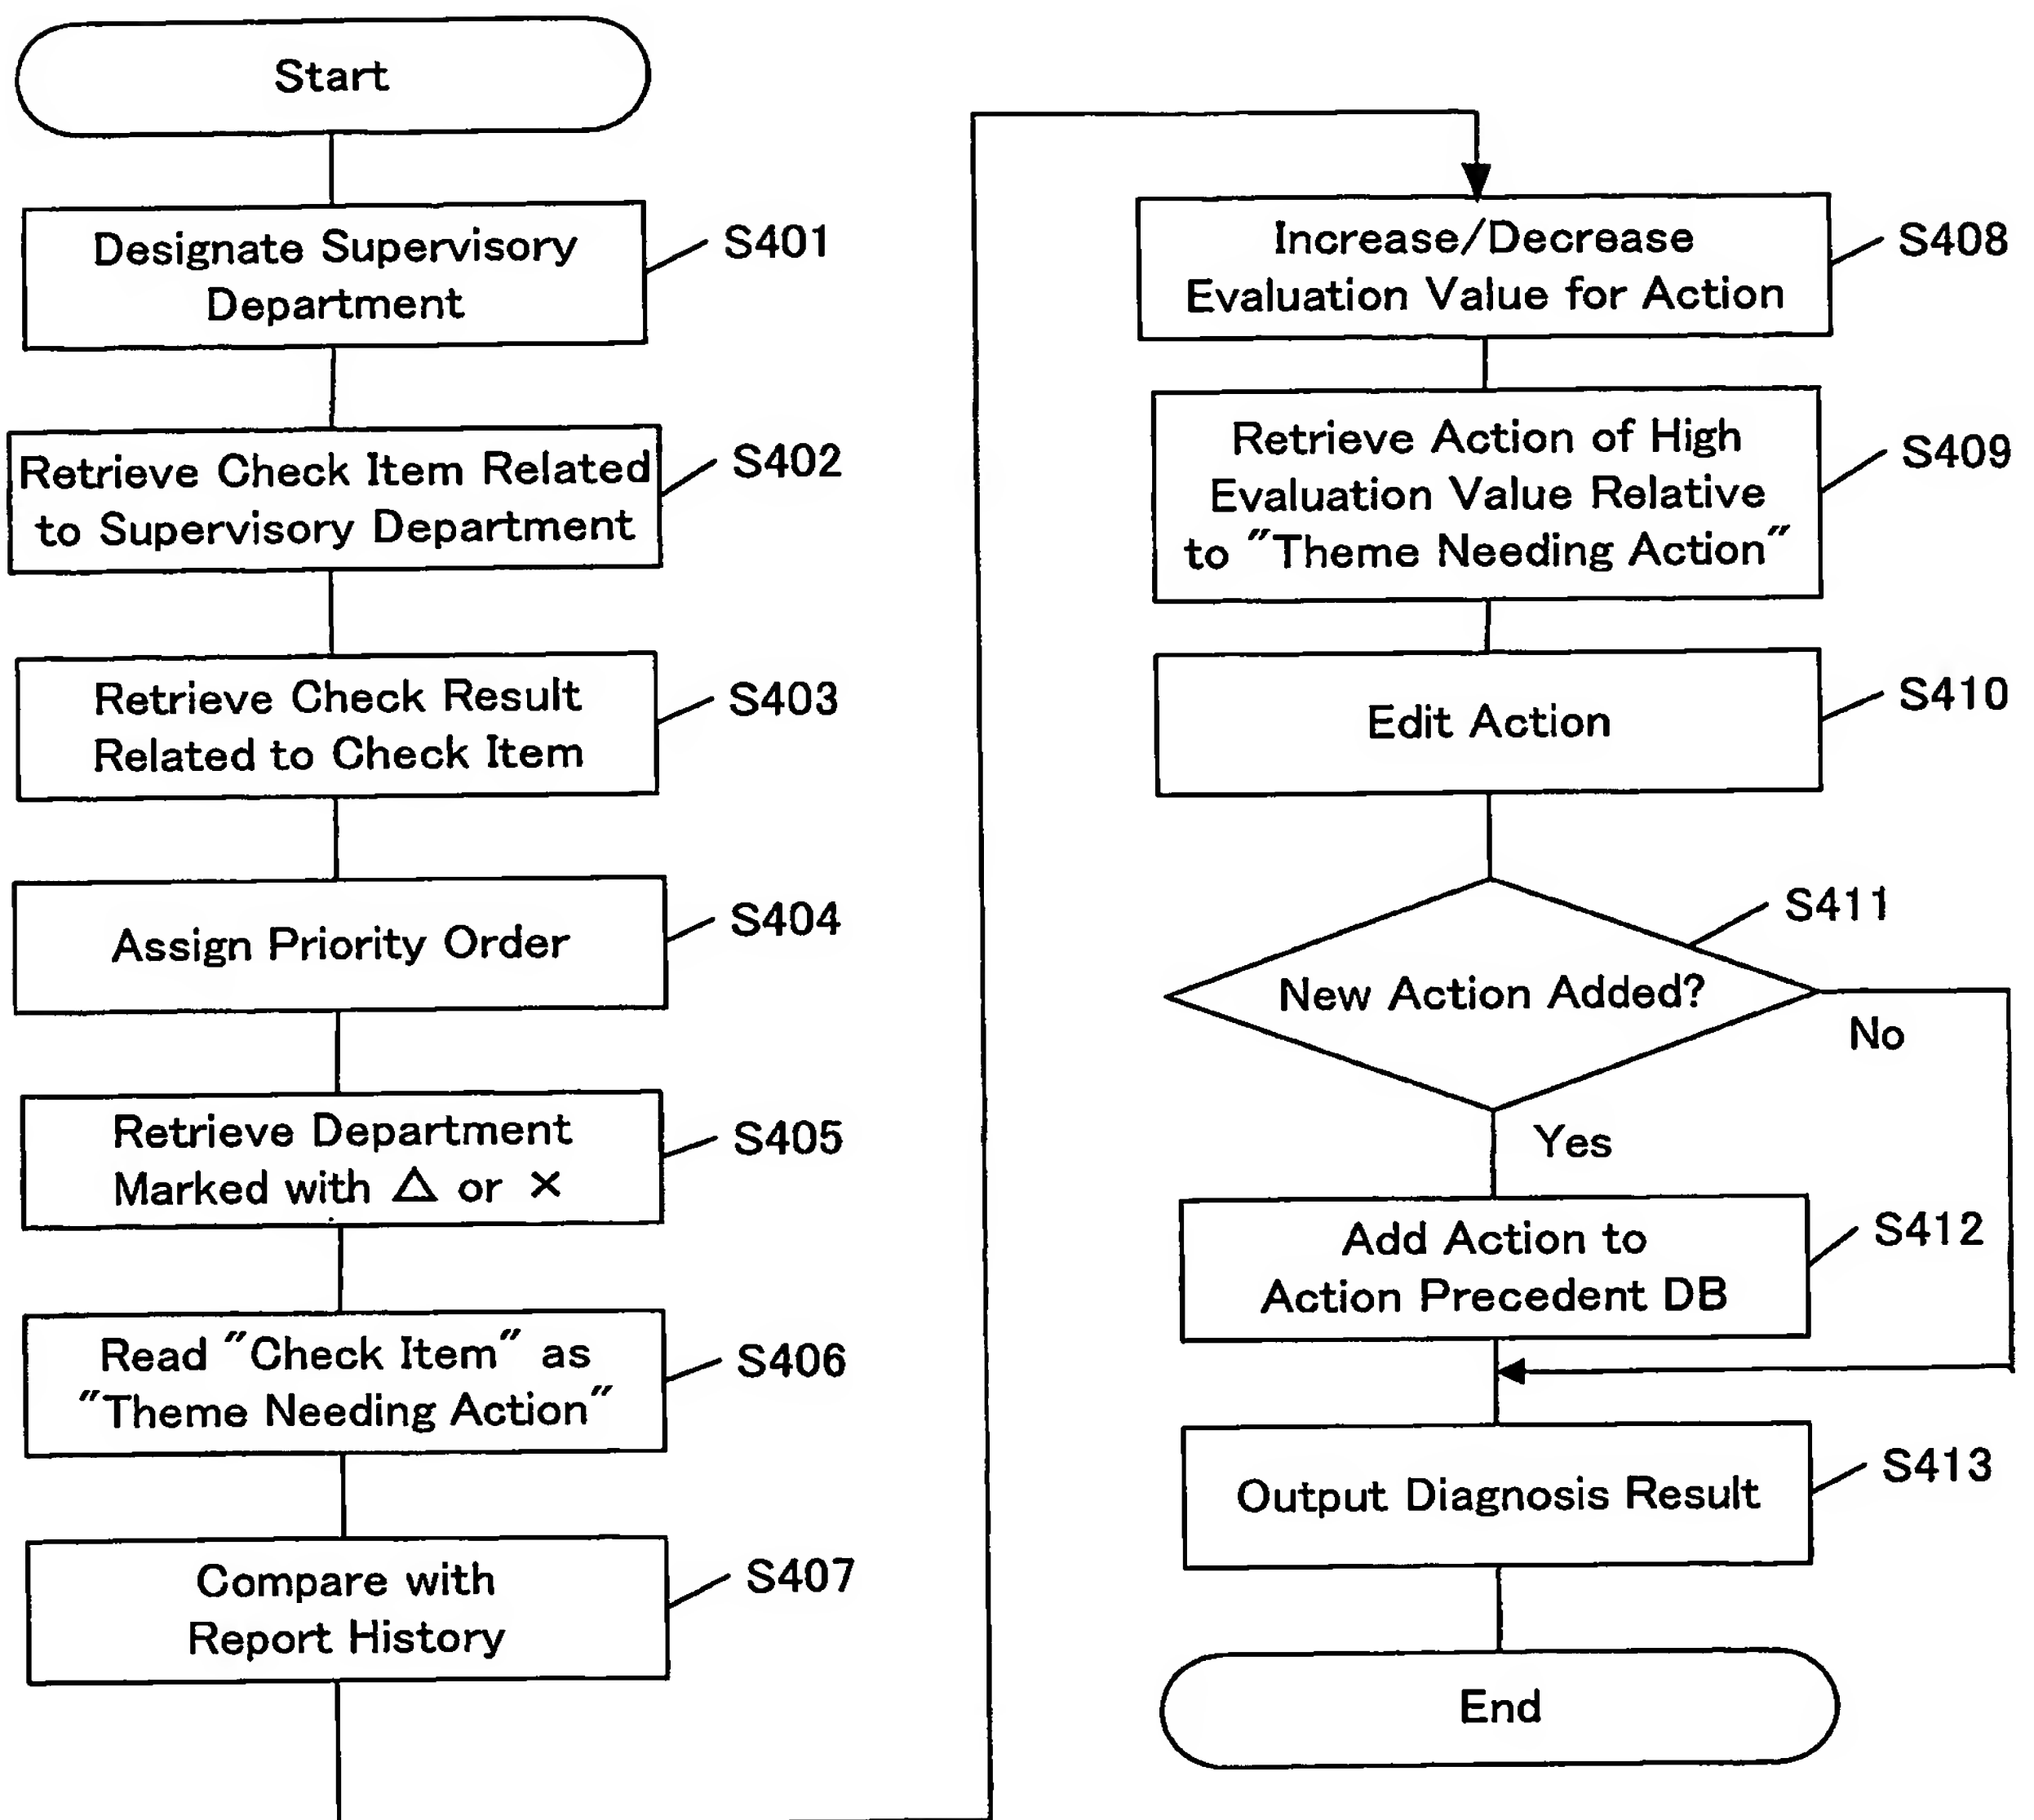 Start
Designate Supervisory
Department
S401
Retrieve Check Item Related
to Supervisory Department
S402
Retrieve Check Result
Related to Check Item
S403
Assign Priority Order
S404
Retrieve Department
Marked with △ or ×
S405
Read "Check Item" as
"Theme Needing Action"
S406
Compare with
Report History
S407
Increase/Decrease
Evaluation Value for Action
S408
Retrieve Action of High
Evaluation Value Relative
to "Theme Needing Action"
S409
Edit Action
S410
New Action Added?
S411
No
Yes
Add Action to
Action Precedent DB
S412
Output Diagnosis Result
S413
End